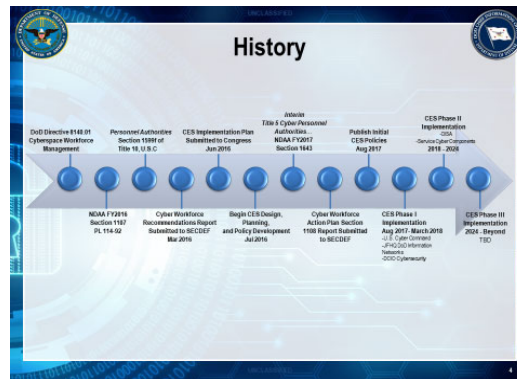 UNCLASSIFIED
History
DoD Directive 8140.01
Cyberspace Workforce
Management
NDAA FY2016
Section 1107
PL 114-92
Personnel Authorities
Section 1599f of
Title 10, U.S.C
Cyber Workforce
Recommendations Report
Submitted to SECDEF
Mar 2016
CES Implementation Plan
Submitted to Congress
Jun 2016
Begin CES Design,
Planning,
and Policy Development
Jul 2016
Interim
Title 5 Cyber Personnel
Authorities...
NDAA FY2017
Section 1643
Cyber Workforce
Action Plan Section
1108 Report Submitted
to SECDEF
Publish Initial
CES Policies
Aug 2017
CES Phase I
Implementation
Aug 2017- March 2018
-U.S. Cyber Command
-JFHQ DoD Information
Networks
-DCIO Cybersecurity
CES Phase II
Implementation
-DISA
-Service Cyber Components
2018 - 2028
CES Phase III
Implementation
2024 - Beyond
TBD
UNCLASSIFIED
4